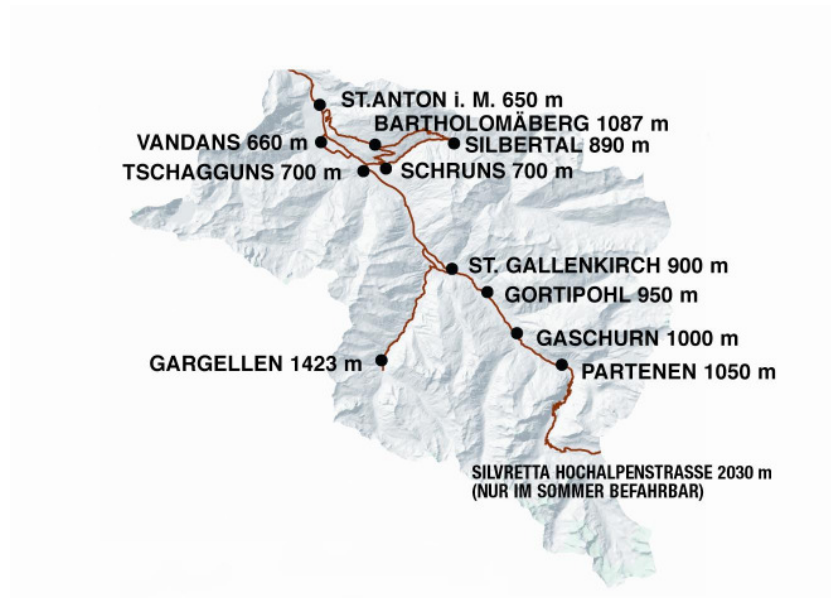 ST.ANTON i. M. 650 m
BARTHOLOMÄBERG 1087 m
VANDANS 660 m
SILBERTAL 890 m
TSCHAGGUNS 700 m
SCHRUNS 700 m
ST. GALLENKIRCH 900 m
GORTIPOHL 950 m
GASCHURN 1000 m
GARGELLEN 1423 m
PARTENEN 1050 m
SILVRETTA HOCHALPENSTRASSE 2030 m
(NUR IM SOMMER BEFAHRBAR)